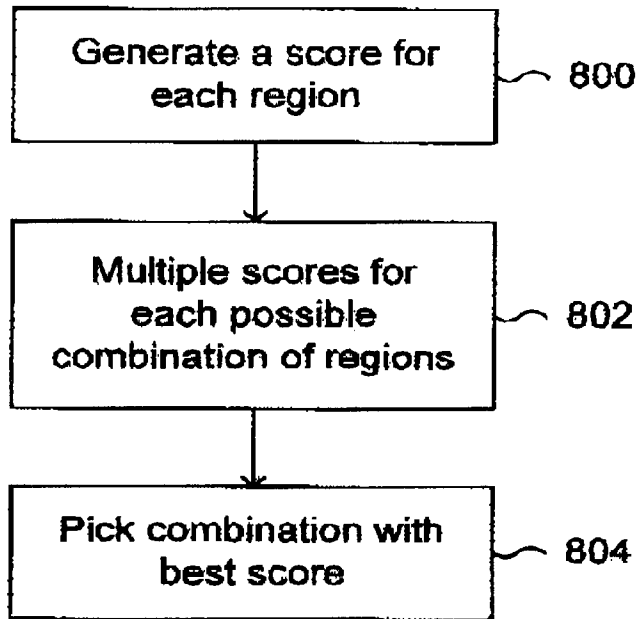 Generate a score for
each region
800
Multiple scores for
each possible
combination of regions
802
Pick combination with
best score
804